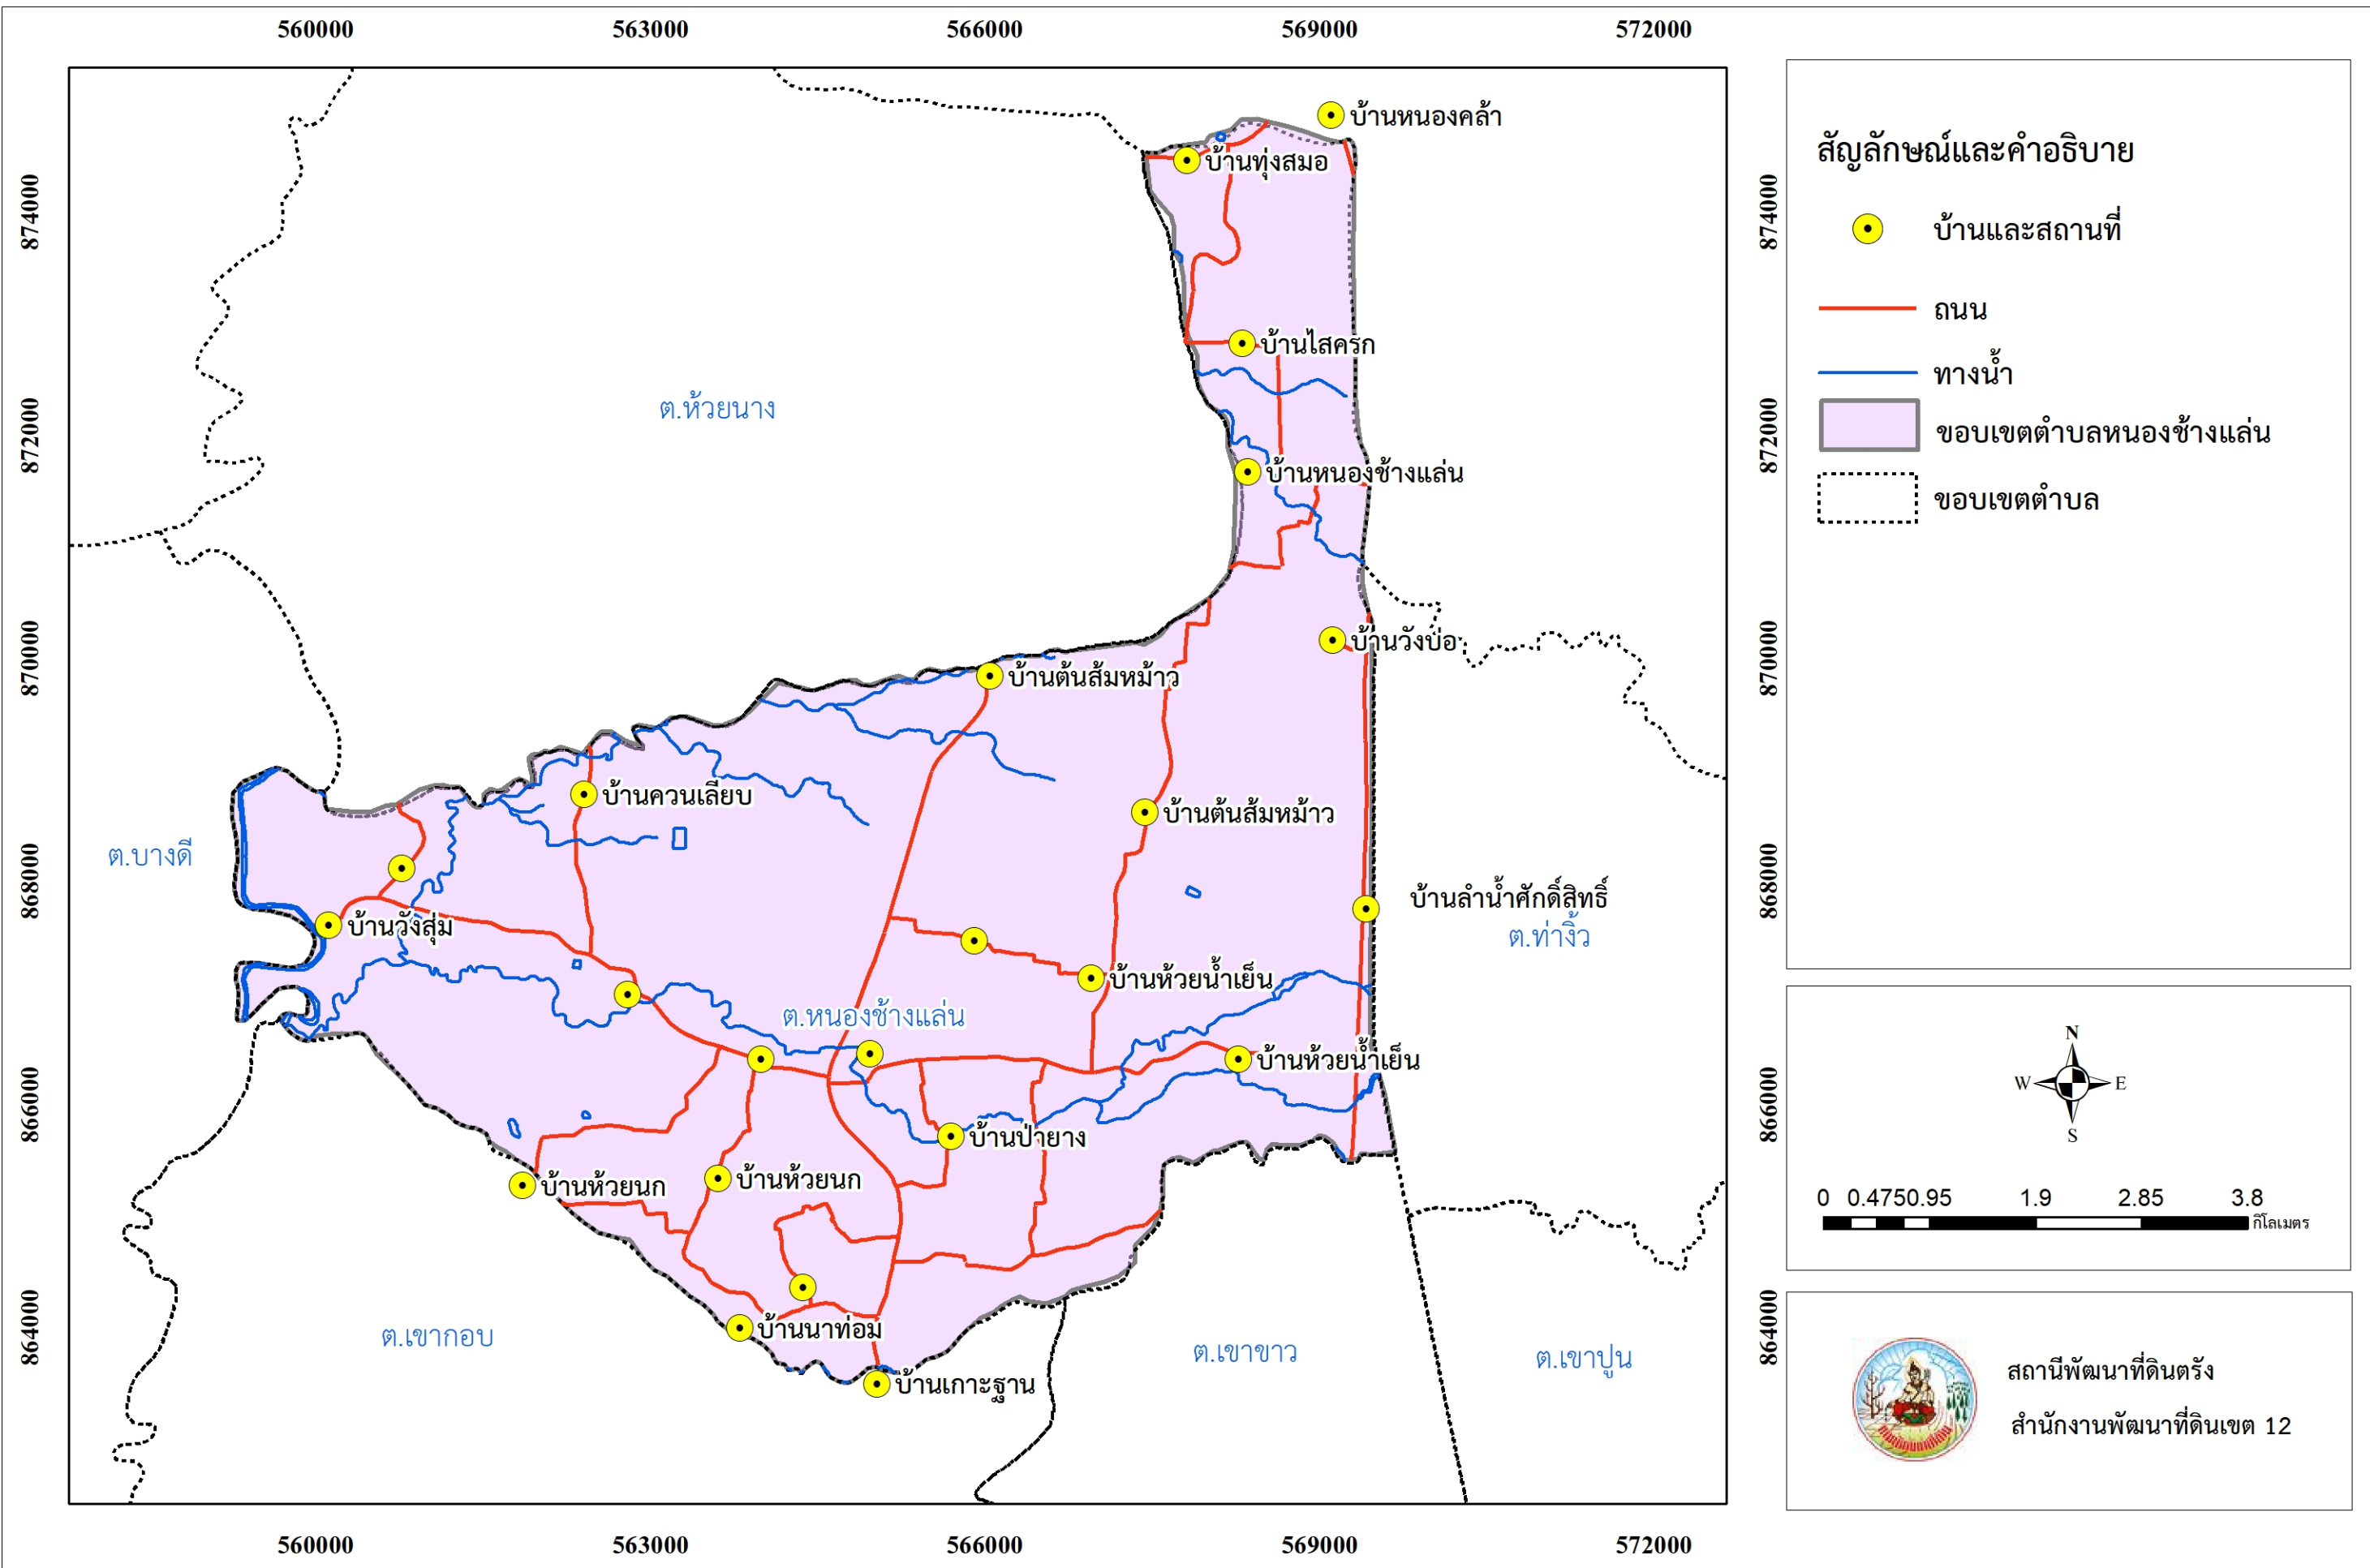 560000 563000 566000 569000 572000
บ้านหนองคล้า
บ้านทุ่งสมอ
874000 874000
บ้านไสครก
ต.ห้วยนาง
872000 872000
บ้านหนองช้างแล่น
บ้านวังบ่อ
870000 870000
บ้านต้นส้มหม้าว
บ้านควนเลียบ
บ้านต้นส้มหม้าว
ต.บางดี
868000 868000
บ้านลำน้ำศักดิ์สิทธิ์
บ้านวังสุ่ม
ต.ท่างิ้ว
บ้านห้วยน้ำเย็น
ต.หนองช้างแล่น
บ้านห้วยน้ำเย็น
866000 866000
บ้านป่ายาง
บ้านห้วยนก
บ้านห้วยนก
864000 864000
บ้านนาท่อม
ต.เขากอบ
ต.เขาขาว
ต.เขาปูน
บ้านเกาะฐาน
560000 563000 566000 569000 572000
สัญลักษณ์และคำอธิบาย
บ้านและสถานที่
ถนน
ทางน้ำ
ขอบเขตตำบลหนองช้างแล่น
ขอบเขตตำบล
N
W E
S
0 0.475 0.95 1.9 2.85 3.8
กิโลเมตร
สถานีพัฒนาที่ดินตรัง
สำนักงานพัฒนาที่ดินเขต 12